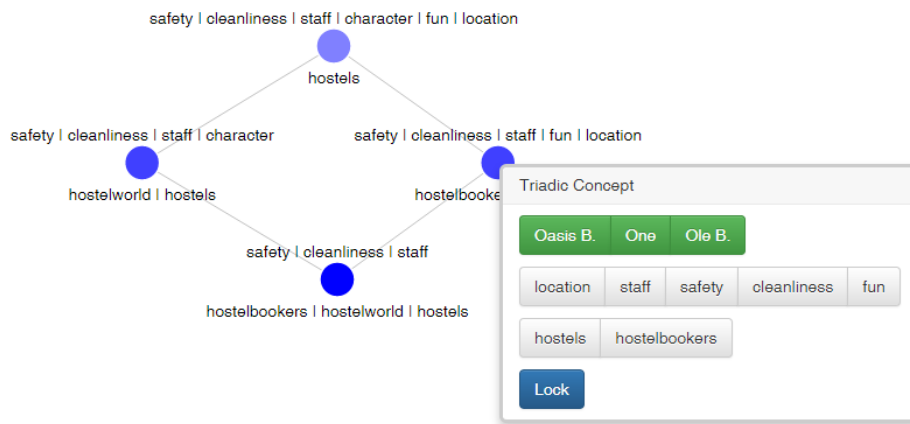 safety | cleanliness | staff | character | fun | location
hostels
safety | cleanliness | staff | character
safety | cleanliness | staff | fun | location
hostelworld | hostels
hostelbooke
Triadic Concept
Oasis B. One Ole B.
safety | cleanliness | staff
location staff safety cleanliness fun
hostelbookers | hostelworld | hostels
hostels hostelbookers
Lock